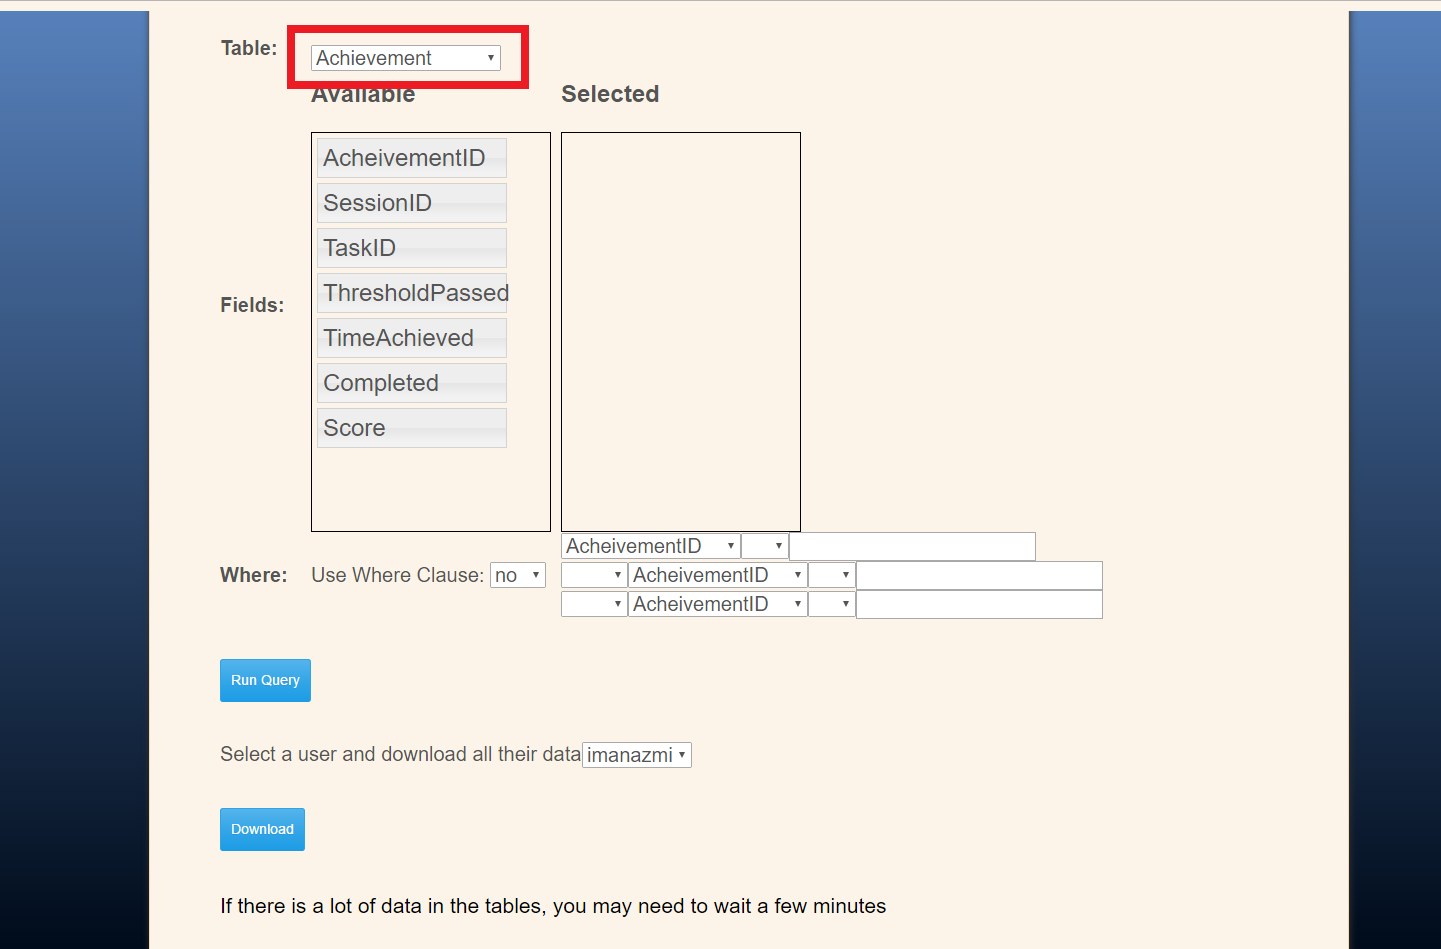 Table: Achievement
Available Selected
AcheivementID
SessionID
TaskID
ThresholdPassed
TimeAchieved
Completed
Score
Fields:
AcheivementID
Where: Use Where Clause: no AcheivementID
AcheivementID
Run Query
Select a user and download all their data imanazmi
Download
If there is a lot of data in the tables, you may need to wait a few minutes